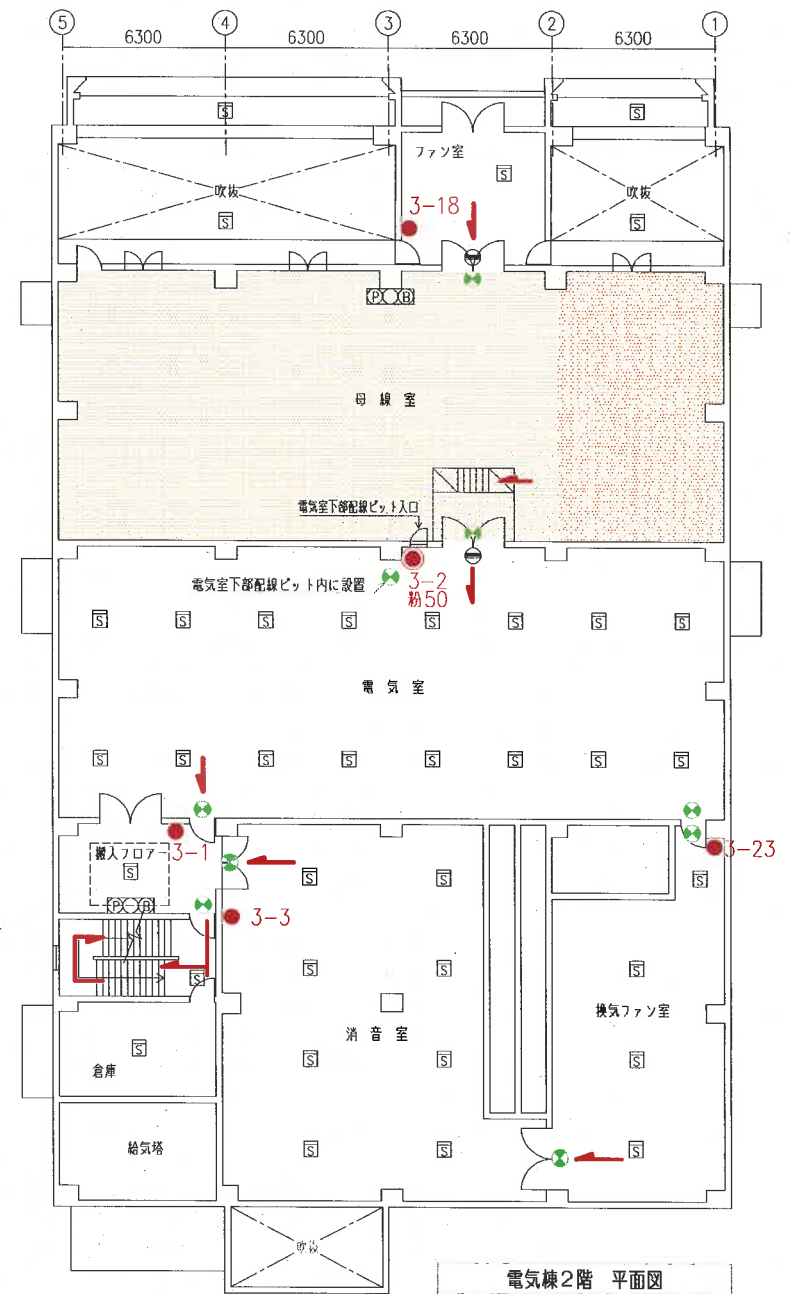 5 4 3 2 1
6300 6300 6300 6300
S S
ファン室
S
吹抜 吹抜
S S
3-18
P B
母線室
電気室下部配線ピット入口
電気室下部配線ピット内に設置
3-2
粉50
S S S S S S S S
電気室
S S S S S S S S
3-1
搬入フロアー
3-23
S S S S
P B
3-3
S S S S
換気ファン室
消音室
S S S S
倉庫
給気塔
S S S
吹抜
電気棟2階 平面図